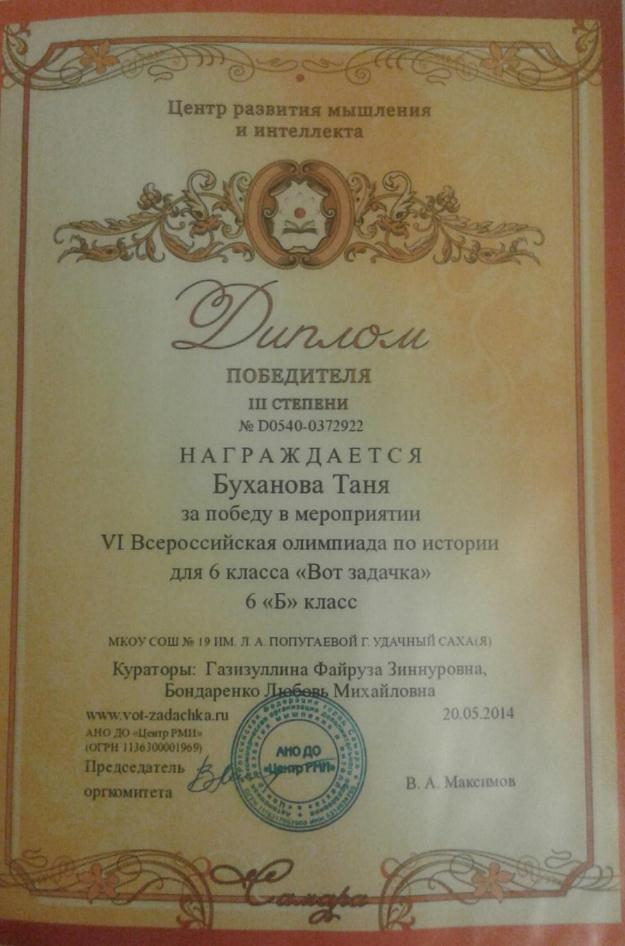 Центр развития мышления
и интеллекта
Диплом
ПОБЕДИТЕЛЯ
III СТЕПЕНИ
№ D0540-0372922
НАГРАЖДАЕТСЯ
Буханова Таня
за победу в мероприятии
VI Всероссийская олимпиада по истории
для 6 класса «Вот задачка»
6 «Б» класс
МКОУ СОШ № 19 ИМ. Л. А. ПОПУГАЕВОЙ Г. УДАЧНЫЙ САХА(Я)
Кураторы: Газизуллина Файруза Зиннуровна,
Бондаренко Любовь Михайловна
www.vot-zadachka.ru 20.05.2014
АНО ДО «Центр РМИ»
(ОГРН 1136300001969)
Председатель
оргкомитета В. А. Максимов
АНО ДО
«Центр РМИ»
Самара